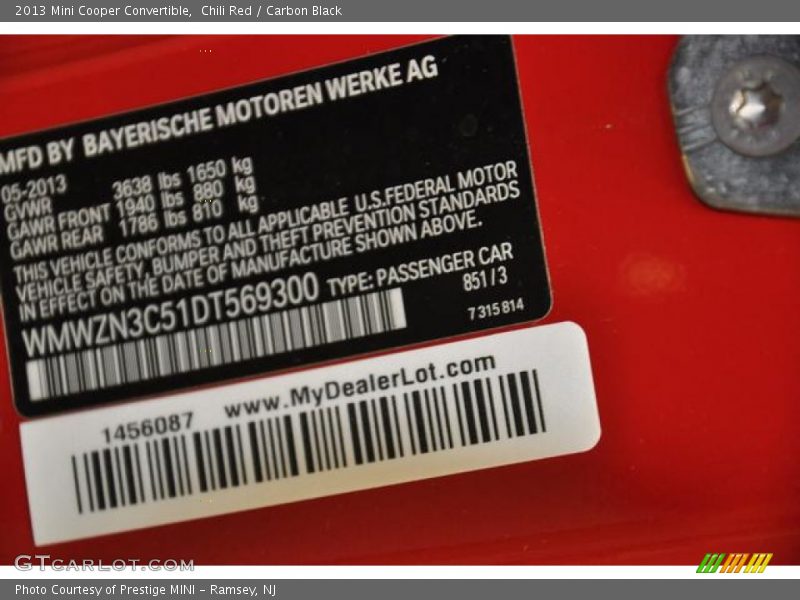 2013 Mini Cooper Convertible,  Chili Red / Carbon Black
MFD BY BAYERISCHE MOTOREN WERKE AG
05-2013
GVWR 3638 lbs 1650 kg
GAWR FRONT 1940 lbs 880 kg
GAWR REAR 1786 lbs 810 kg
THIS VEHICLE CONFORMS TO ALL APPLICABLE U.S.FEDERAL MOTOR
VEHICLE SAFETY, BUMPER AND THEFT PREVENTION STANDARDS
IN EFFECT ON THE DATE OF MANUFACTURE SHOWN ABOVE.
WMWZN3C51DT569300 TYPE: PASSENGER CAR
851/3
7 315 814
1456087 www.MyDealerLot.com
GTCARLOT.COM
Photo Courtesy of Prestige MINI - Ramsey, NJ